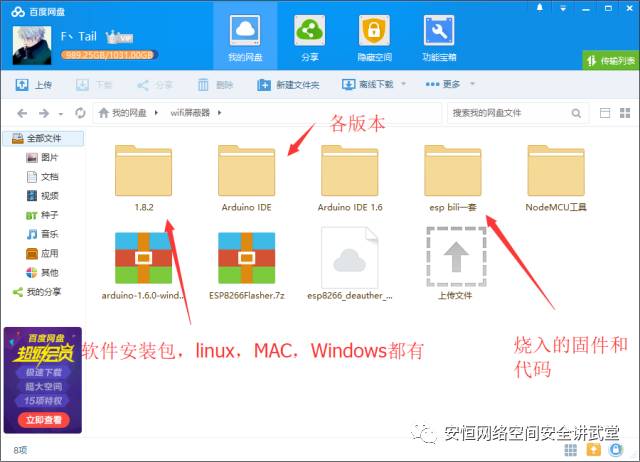 百度网盘
F丶Tail
989.25GB/1031.00GB
我的网盘
分享
隐藏空间
功能宝箱
传输列表
上传
下载
分享
删除
新建文件夹
离线下载
更多
我的网盘
wifi屏蔽器
搜索我的网盘文件
各版本
全部文件
图片
文档
视频
BT 种子
音乐
应用
其他
我的分享
1.8.2
Arduino IDE
Arduino IDE 1.6
esp bili一套
NodeMCU工具
arduino-1.6.0-wind..
ESP8266Flasher.7z
esp8266_deauther_...
上传文件
软件安装包，linux，MAC，Windows都有
烧入的固件和
代码
百度网盘
超级会员
极速下载
超大空间
15项特权
立即查看
安恒网络空间安全讲武堂
8项